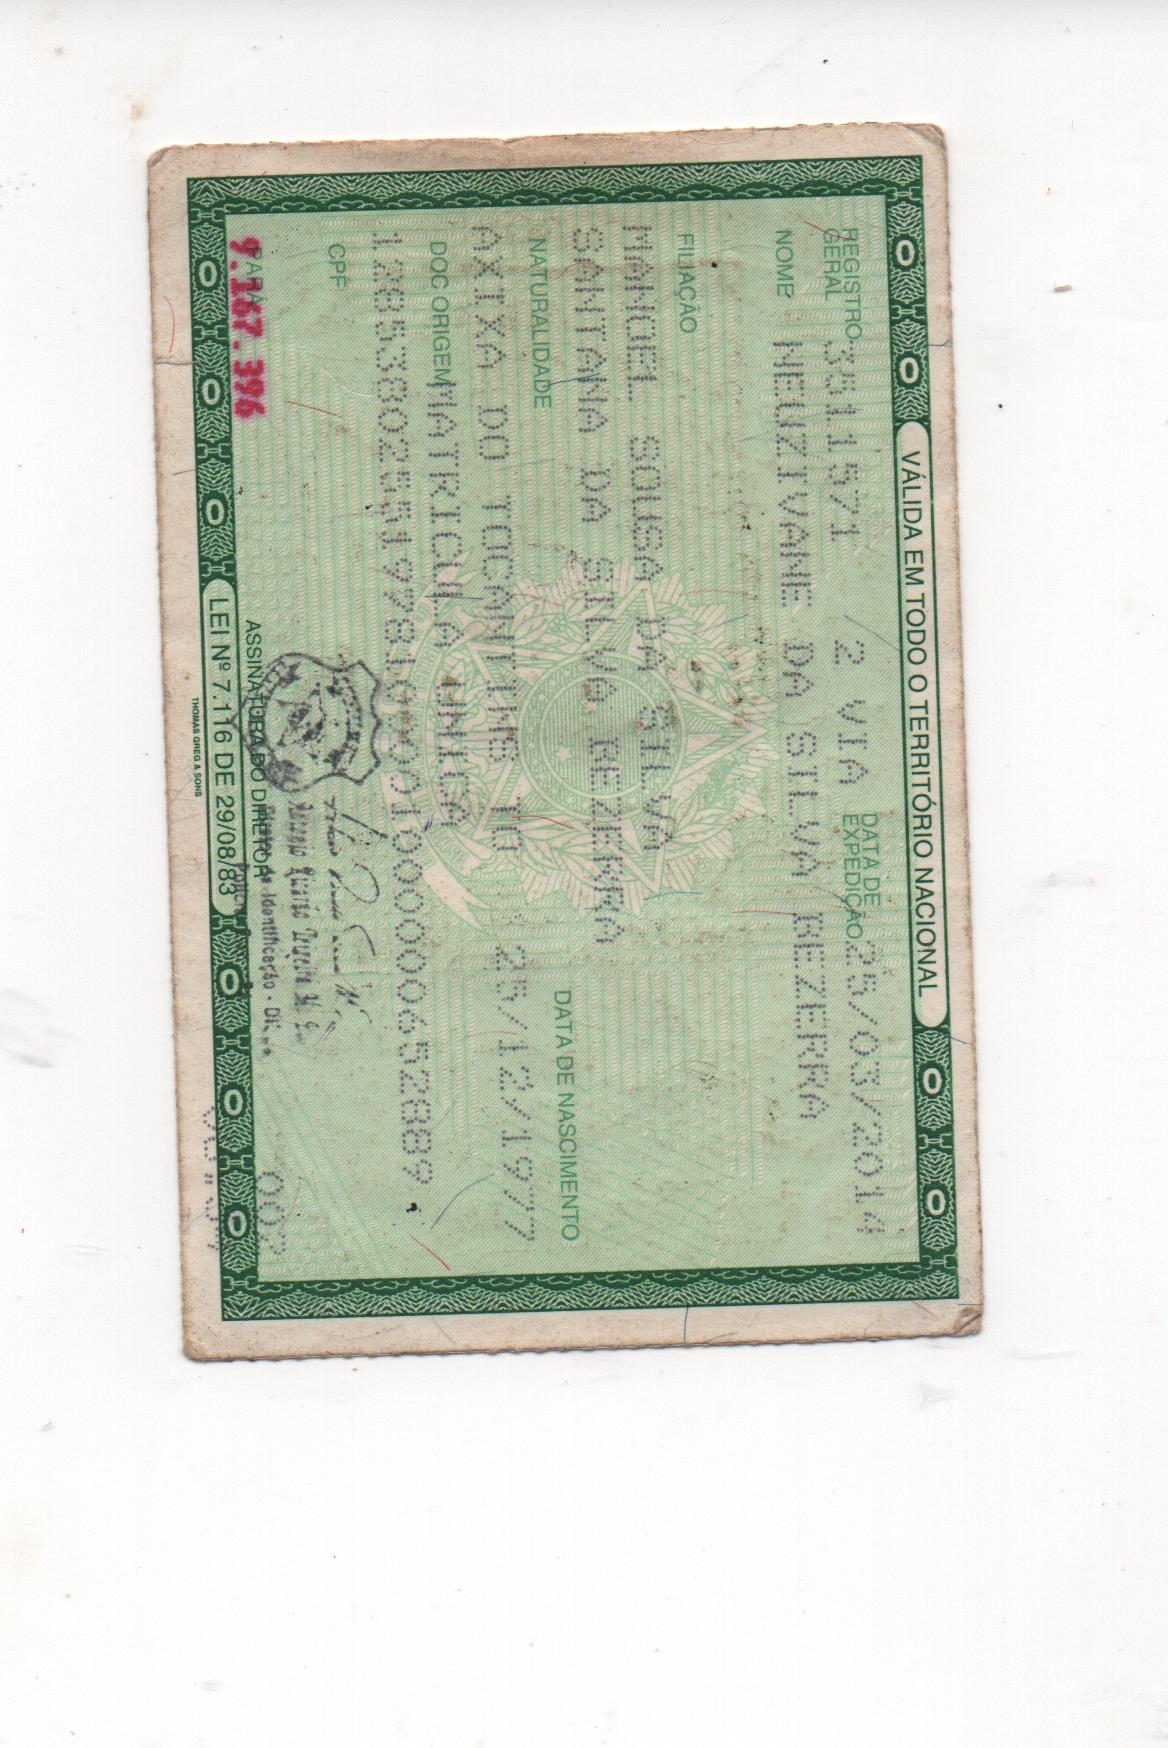 VÁLIDA EM TODO O TERRITÓRIO NACIONAL
REGISTRO GERAL 3511571 2 VIA DATA DE EXPEDIÇÃO 25/03/2014
NOME NEUZIVANE DA SILVA BEZERRA
FILIAÇÃO
MANOEL SOUSA DA SILVA
SANTANA DA SILVA BEZERRA
NATURALIDADE DATA DE NASCIMENTO
AXIXA DO TOCANTINS TO 25/12/1977
DOC ORIGEM MATRICULA UNICA
CPF
PARÁ
9.167.396
ASSINATURA DO DIRETOR
LEI Nº 7.116 DE 29/08/83
THOMAS GREG & SONS